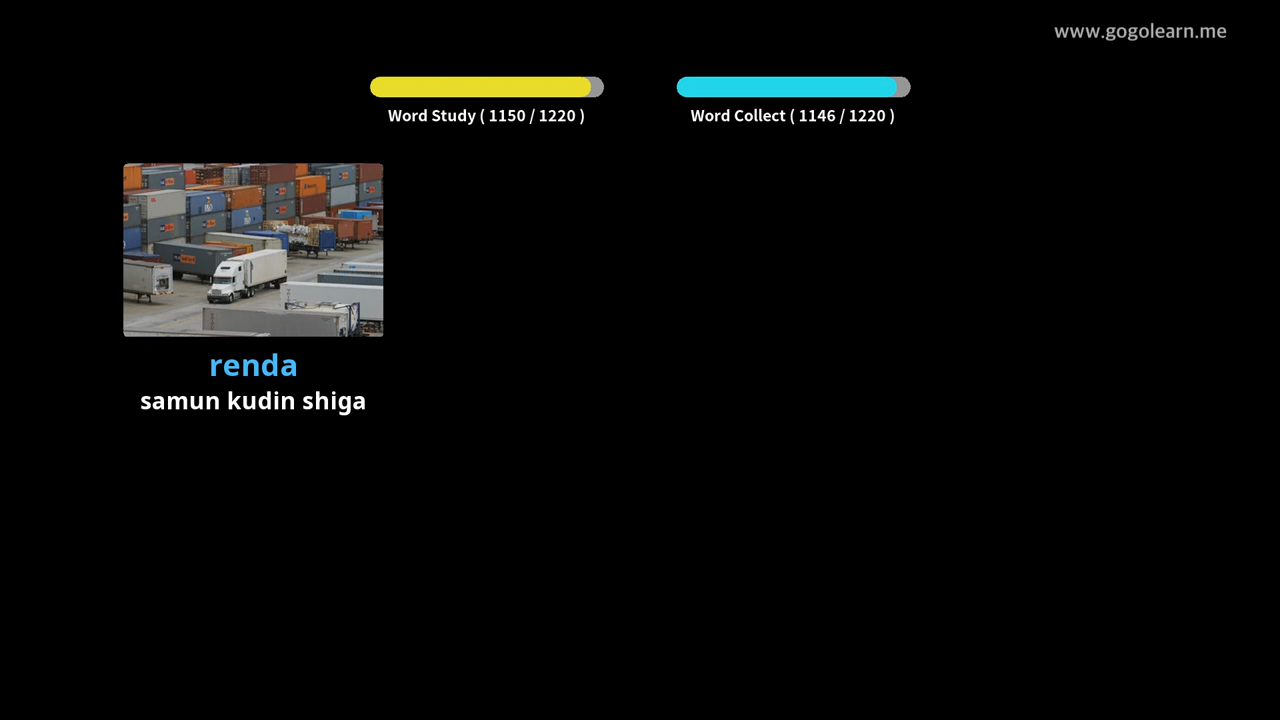 www.gogolearn.me
Word Study ( 1150 / 1220 )
Word Collect ( 1146 / 1220 )
renda
samun kudin shiga